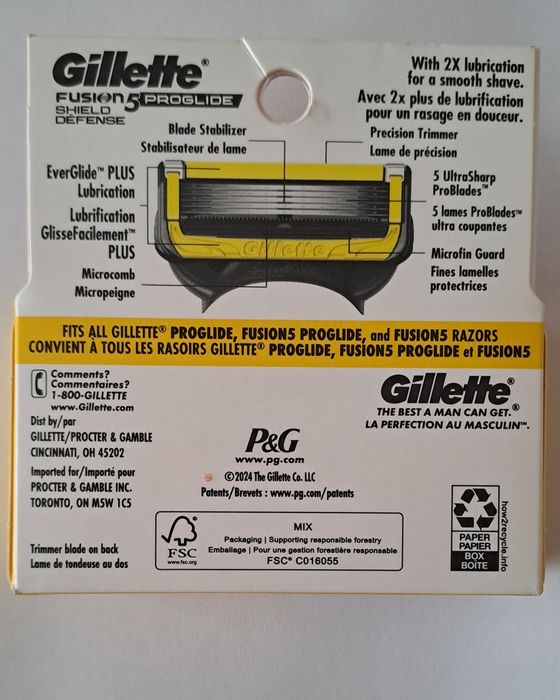 Gillette®
FUSION5 PROGLIDE
SHIELD
DÉFENSE
With 2X lubrication
for a smooth shave.
Avec 2x plus de lubrification
pour un rasage en douceur.
Blade Stabilizer
Stabilisateur de lame
Precision Trimmer
Lame de précision
EverGlide™ PLUS
Lubrication
Lubrification
GlisseFacilement™
PLUS
Microcomb
Micropeigne
5 UltraSharp
ProBlades™
5 lames ProBlades™
ultra coupantes
Microfin Guard
Fines lamelles
protectrices
Gillette
FITS ALL GILLETTE® PROGLIDE, FUSION5 PROGLIDE, and FUSION5 RAZORS
CONVIENT À TOUS LES RASOIRS GILLETTE® PROGLIDE, FUSION5 PROGLIDE et FUSION5
Comments?
Commentaires?
1-800-GILLETTE
www.Gillette.com
Dist by/par
GILLETTE/PROCTER & GAMBLE
CINCINNATI, OH 45202
Imported for/Importé pour
PROCTER & GAMBLE INC.
TORONTO, ON M5W 1C5
Trimmer blade on back
Lame de tondeuse au dos
Gillette®
THE BEST A MAN CAN GET.®
LA PERFECTION AU MASCULIN™.
P&G
www.pg.com
©2024 The Gillette Co. LLC
Patents/Brevets : www.pg.com/patents
FSC
www.fsc.org
MIX
Packaging | Supporting responsible forestry
Emballage | Pour une gestion forestière responsable
FSC® C016055
PAPER
PAPIER
BOX
BOÎTE
how2recycle.info